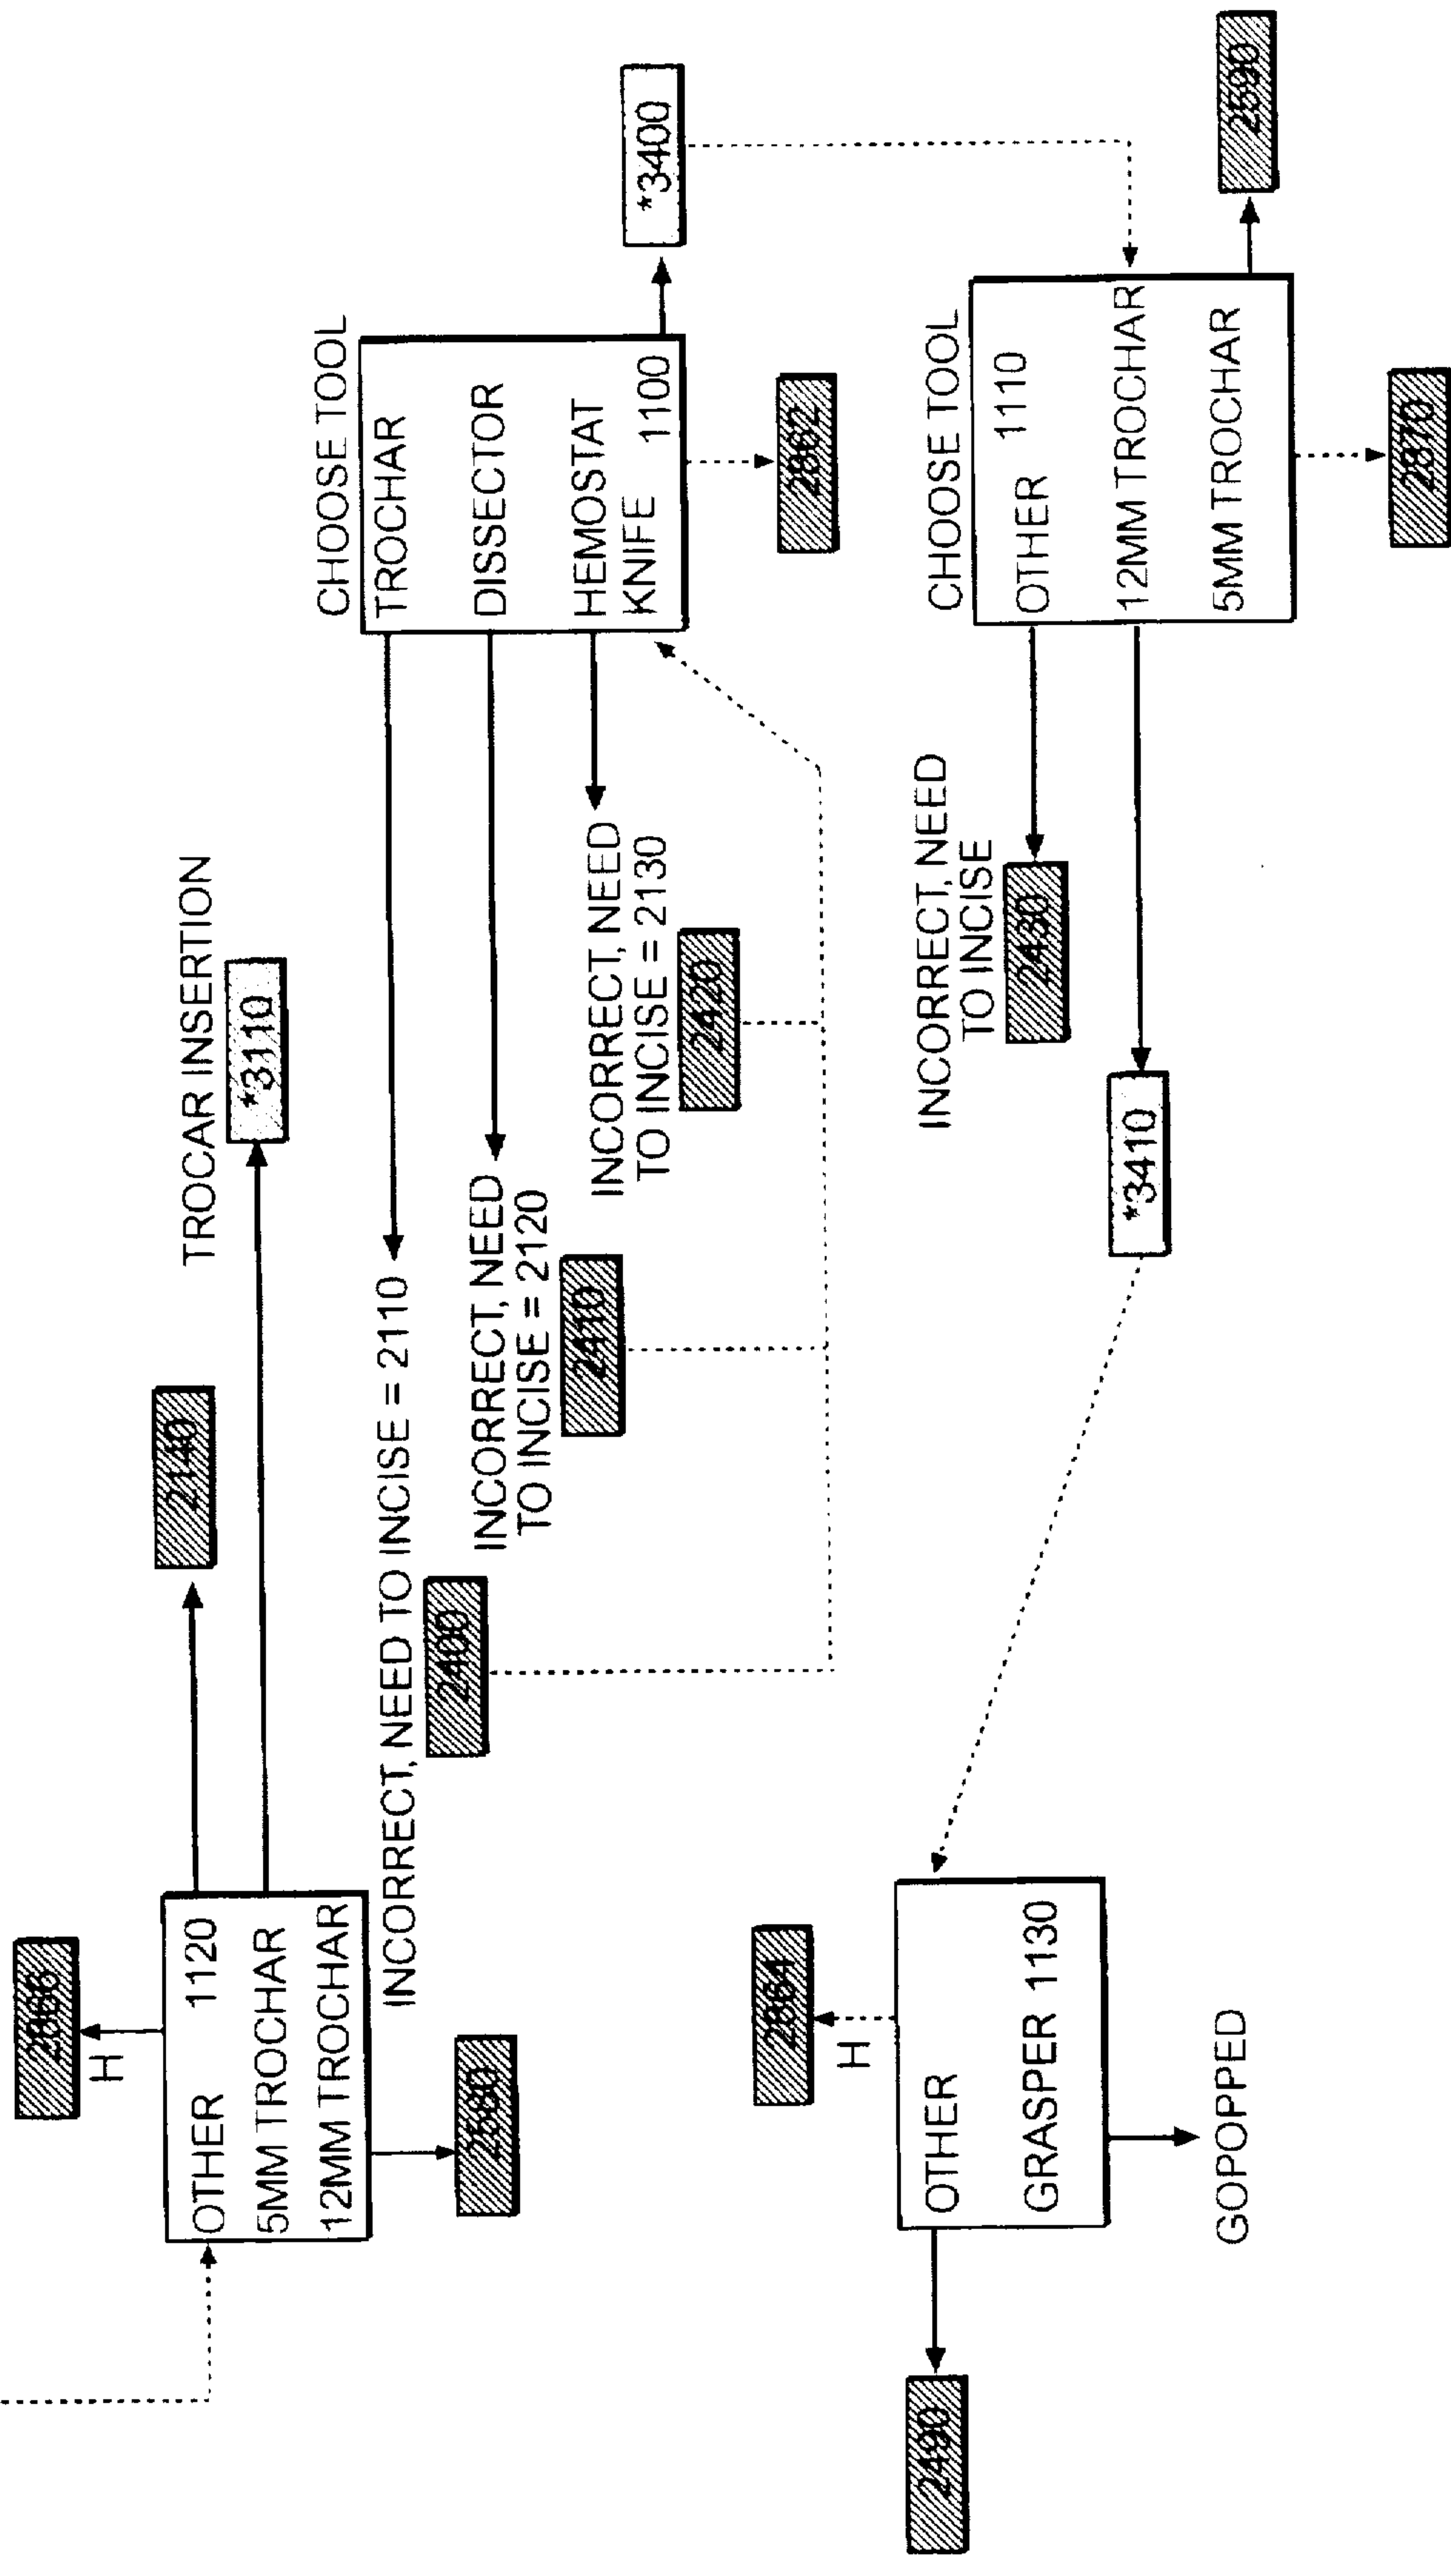 2866
H
2140
TROCAR INSERTION
*3110
OTHER 1120
5MM TROCHAR
12MM TROCHAR
2580
CHOOSE TOOL
TROCHAR
DISSECTOR
HEMOSTAT
KNIFE 1100
INCORRECT, NEED TO INCISE = 2110
2400
INCORRECT, NEED
TO INCISE = 2120
2410
INCORRECT, NEED
TO INCISE = 2130
2420
*3400
2862
2864
H
2490
OTHER
GRASPER 1130
GOPOPPED
INCORRECT, NEED
TO INCISE
2430
*3410
CHOOSE TOOL
OTHER 1110
12MM TROCHAR
5MM TROCHAR
2590
2870